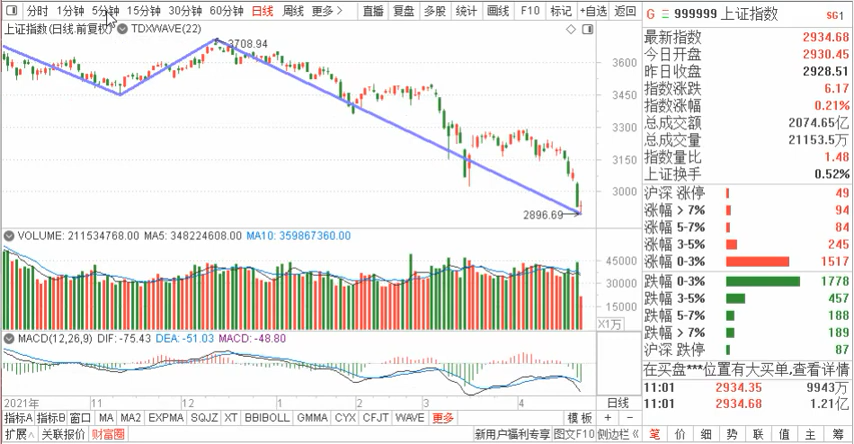 分时 1分钟 5分钟 15分钟 30分钟 60分钟 日线 周线 更多 > 直播 复盘 多股 统计 画线 F10 标记 +自选 返回
上证指数(日线.前复权) TDXWAVE(22)
3708.94
3600
3450
3300
3150
3000
2896.69
VOLUME: 211534768.00 MA5: 348224608.00 MA10: 359867360.00
45000
30000
15000
X1万
MACD(12,26,9) DIF: -75.43 DEA: -51.03 MACD: -48.80
2021年 11 12 1 2 3 4 日线
指标A 指标B 窗口 MA MA2 EXPMA SQJZ XT BBIBOLL GMMA CYX CFJT WAVE 更多 模板 + -
扩展∧ 关联报价 财富圈 新用户福利专享 图文F10 侧边栏 <<
G 999999 上证指数 SG1
最新指数 2934.68
今日开盘 2930.45
昨日收盘 2928.51
指数涨跌 6.17
指数涨幅 0.21%
总成交额 2074.65亿
总成交量 21153.5万
指数量比 1.48
上证换手 0.52%
沪深 涨停 49
涨幅 > 7% 94
涨幅 5-7% 84
涨幅 3-5% 245
涨幅 0-3% 1517
跌幅 0-3% 1778
跌幅 3-5% 457
跌幅 5-7% 188
跌幅 > 7% 189
沪深 跌停 87
在买盘***位置有大买单,查看详情
11:01 2934.35 9943万
11:01 2934.68 1.21亿
笔 价 细 势 联 值 主 筹